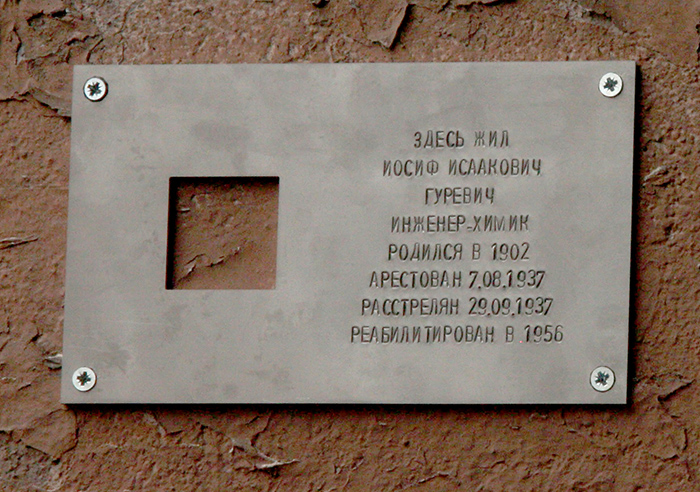 ЗДЕСЬ ЖИЛ
ИОСИФ ИСААКОВИЧ
ГУРЕВИЧ
ИНЖЕНЕР-ХИМИК
РОДИЛСЯ В 1902
АРЕСТОВАН 7.08.1937
РАССТРЕЛЯН 29.09.1937
РЕАБИЛИТИРОВАН В 1956